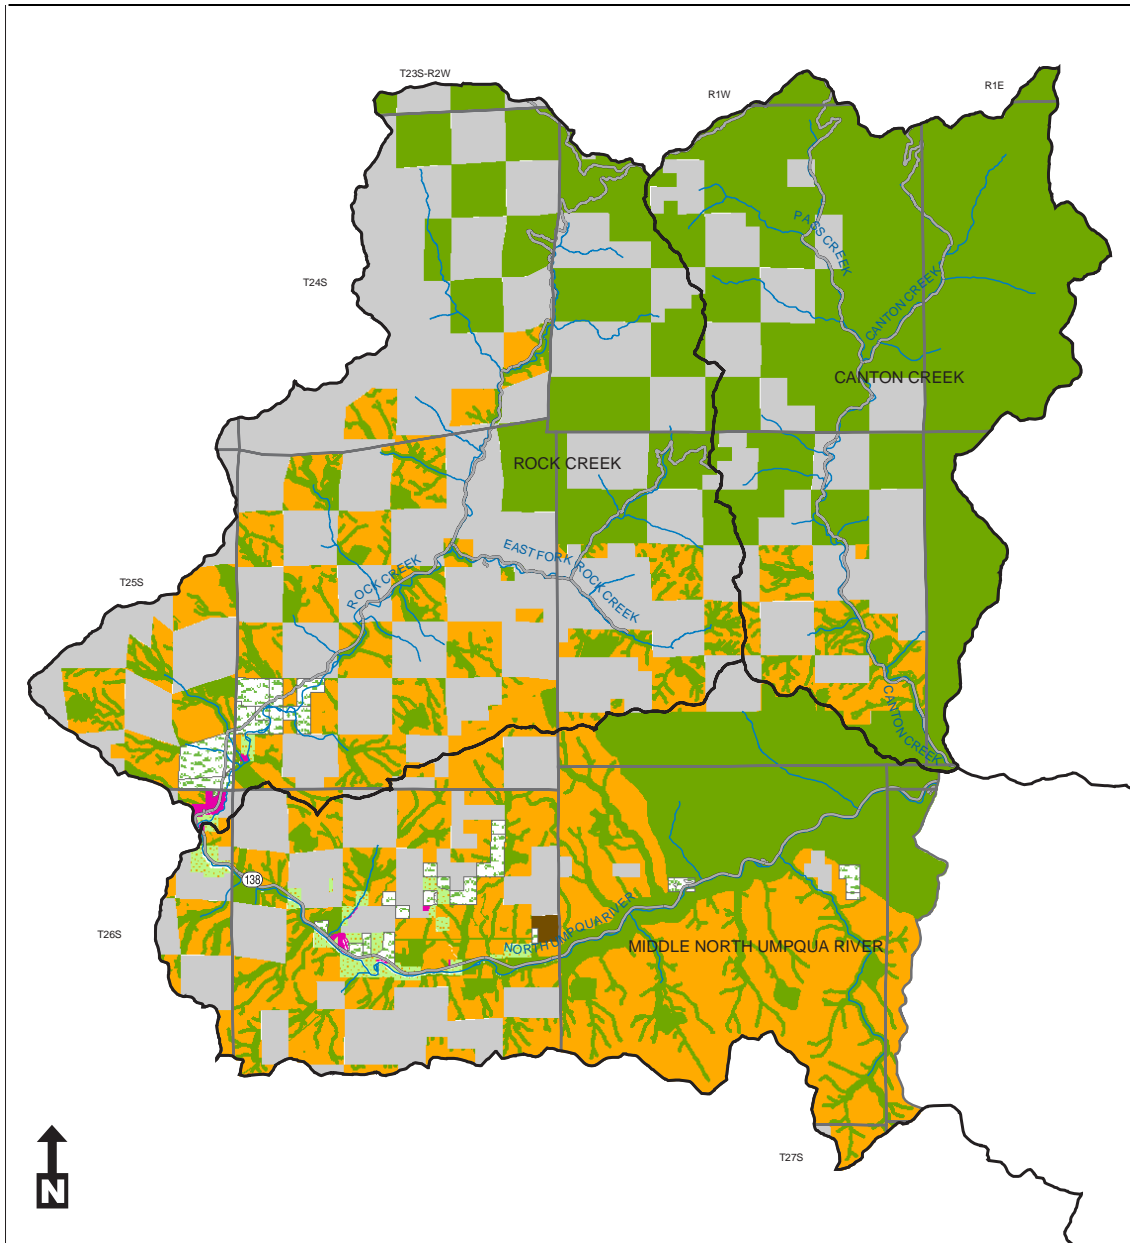 T23S-R2W
R1W
R1E
PASS CREEK
T24S
CANTON CREEK
CANTON CREEK
ROCK CREEK
EAST FORK ROCK CREEK
ROCK CREEK
T25S
CANTON CREEK
138
NORTH UMPQUA RIVER
T26S
MIDDLE NORTH UMPQUA RIVER
T27S
N